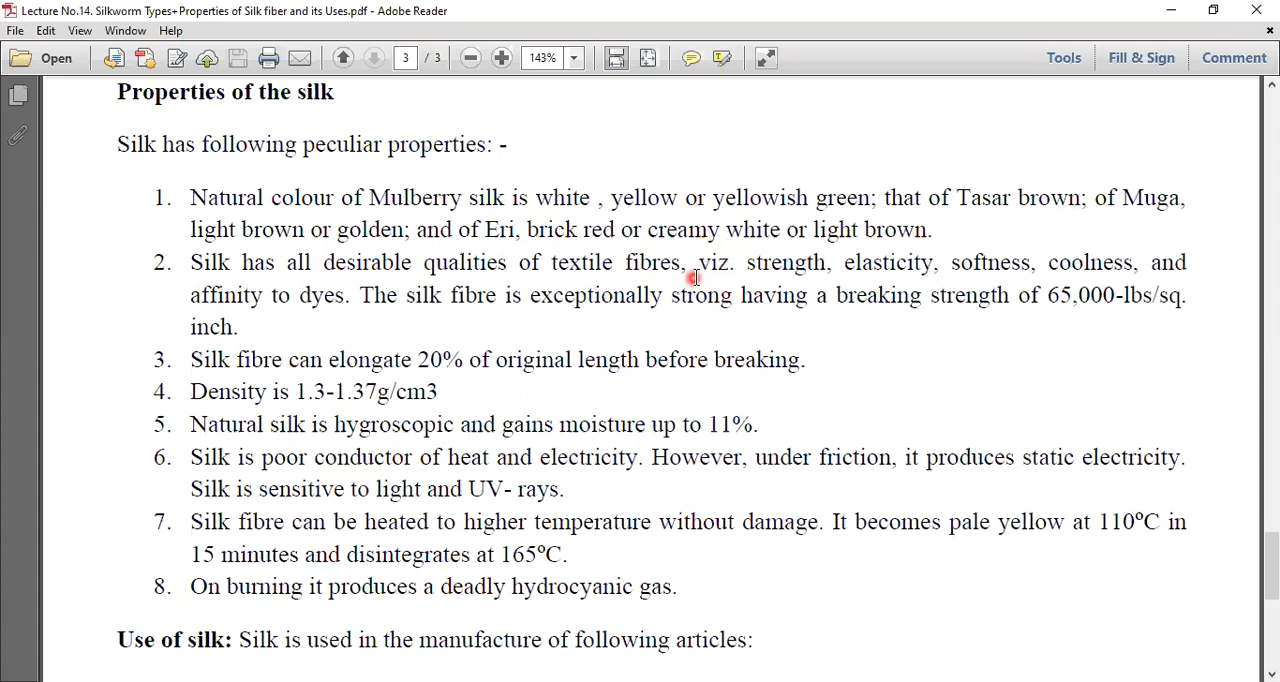 Lecture No.14. Silkworm Types+Properties of Silk fiber and its Uses.pdf - Adobe Reader
File Edit View Window Help
Open 3 / 3 143% Tools Fill & Sign Comment
Properties of the silk
Silk has following peculiar properties: -
1. Natural colour of Mulberry silk is white , yellow or yellowish green; that of Tasar brown; of Muga,
light brown or golden; and of Eri, brick red or creamy white or light brown.
2. Silk has all desirable qualities of textile fibres, viz. strength, elasticity, softness, coolness, and
affinity to dyes. The silk fibre is exceptionally strong having a breaking strength of 65,000-lbs/sq.
inch.
3. Silk fibre can elongate 20% of original length before breaking.
4. Density is 1.3-1.37g/cm3
5. Natural silk is hygroscopic and gains moisture up to 11%.
6. Silk is poor conductor of heat and electricity. However, under friction, it produces static electricity.
Silk is sensitive to light and UV- rays.
7. Silk fibre can be heated to higher temperature without damage. It becomes pale yellow at 110ºC in
15 minutes and disintegrates at 165ºC.
8. On burning it produces a deadly hydrocyanic gas.
Use of silk: Silk is used in the manufacture of following articles: